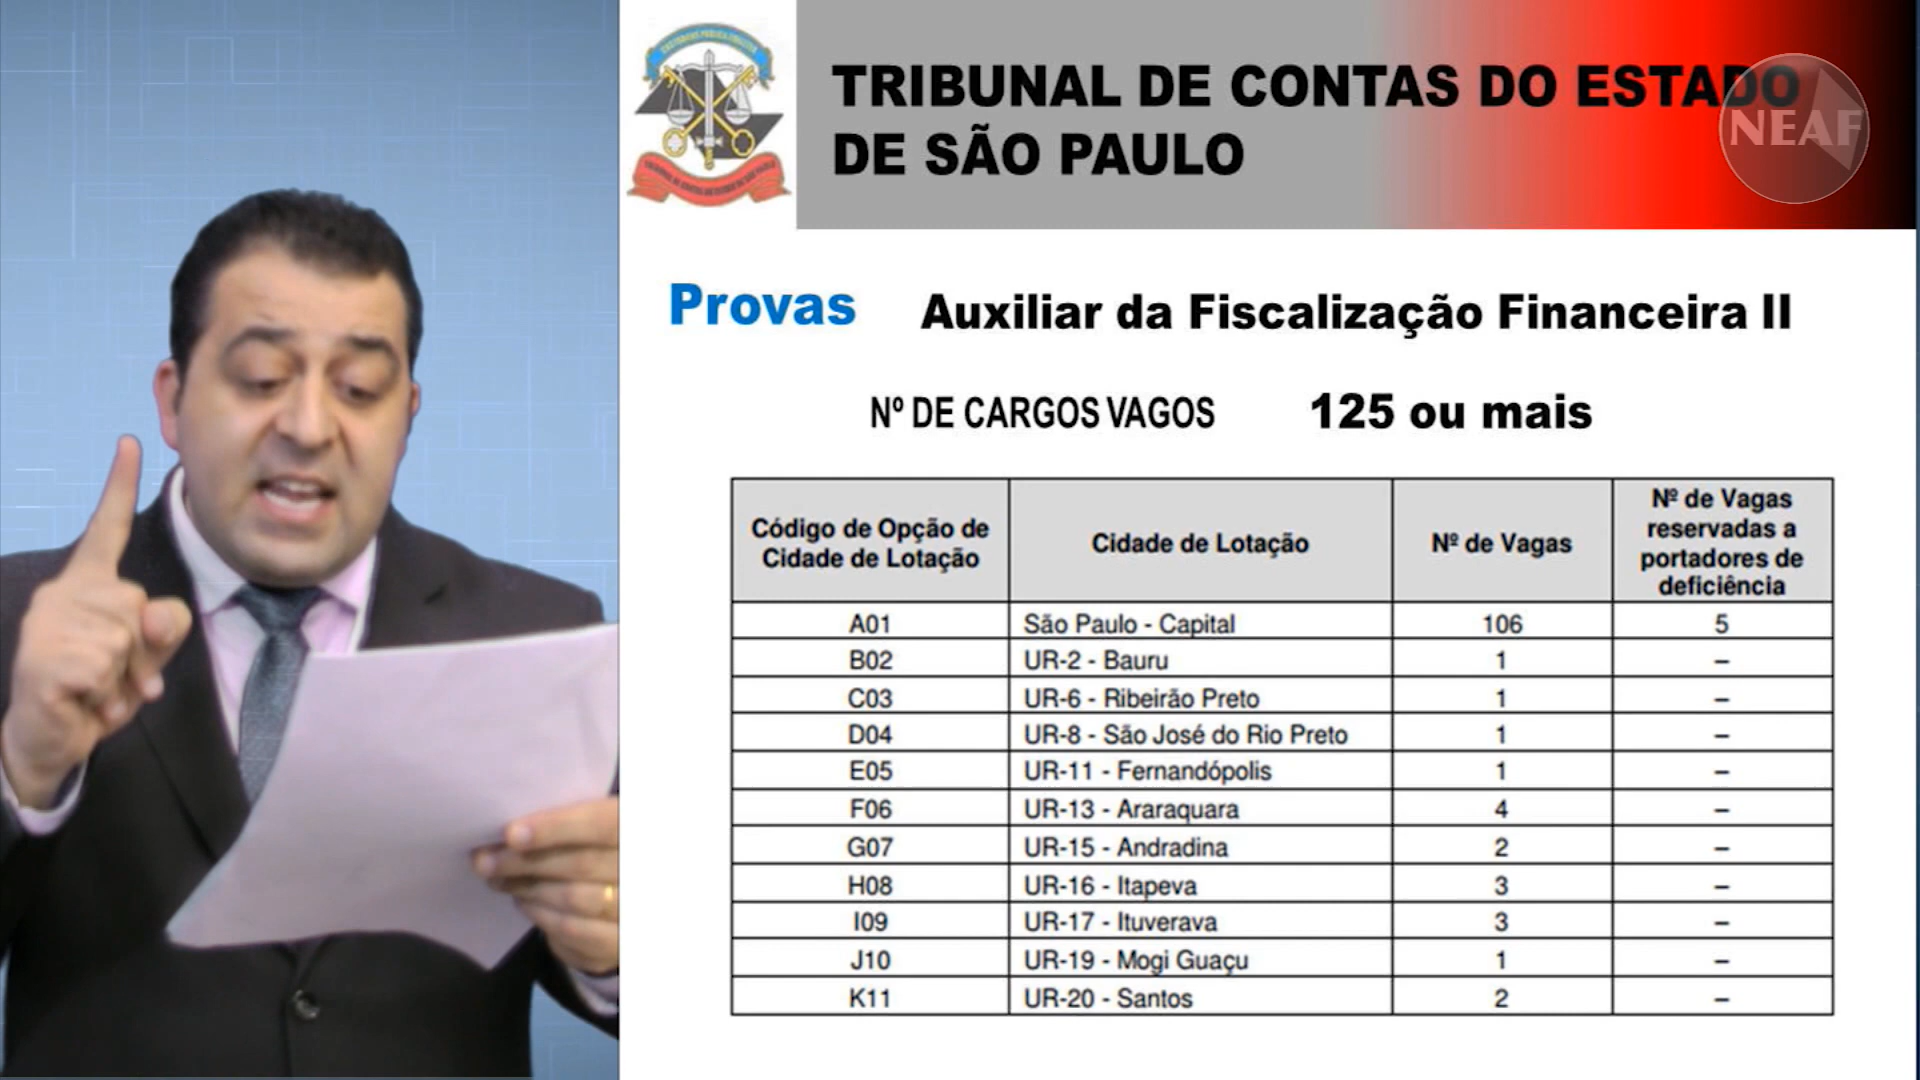 TRIBUNAL DE CONTAS DO ESTADO
DE SÃO PAULO
NEAF
Provas Auxiliar da Fiscalização Financeira II
Nº DE CARGOS VAGOS 125 ou mais
Código de Opção de Cidade de Lotação Cidade de Lotação Nº de Vagas Nº de Vagas reservadas a portadores de deficiência
A01 São Paulo - Capital 106 5
B02 UR-2 - Bauru 1 –
C03 UR-6 - Ribeirão Preto 1 –
D04 UR-8 - São José do Rio Preto 1 –
E05 UR-11 - Fernandópolis 1 –
F06 UR-13 - Araraquara 4 –
G07 UR-15 - Andradina 2 –
H08 UR-16 - Itapeva 3 –
I09 UR-17 - Ituverava 3 –
J10 UR-19 - Mogi Guaçu 1 –
K11 UR-20 - Santos 2 –